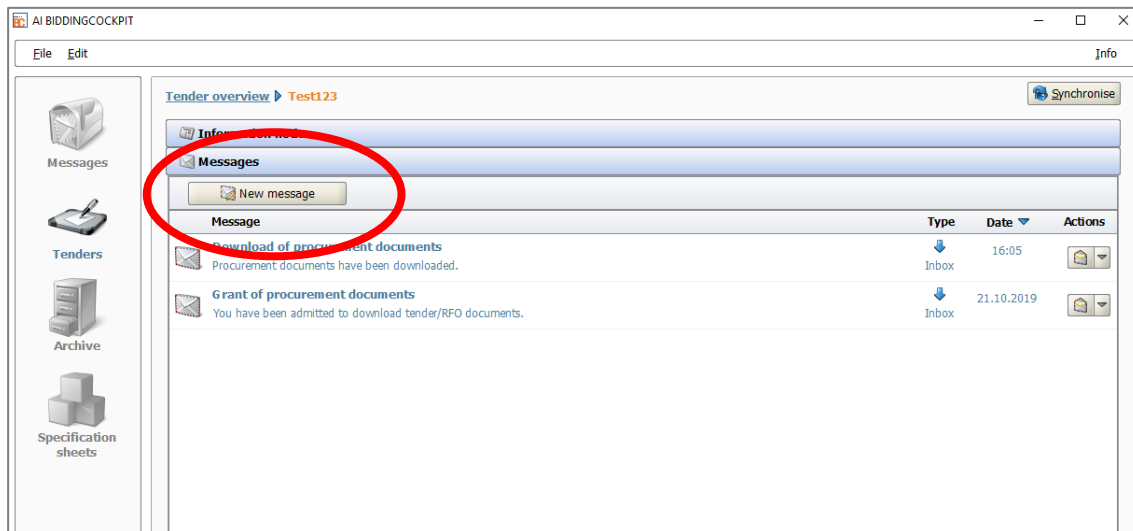 AI BIDDINGCOCKPIT
File Edit Info
Messages
Tenders
Archive
Specification
sheets
Tender overview Test123
Synchronise
Messages
New message
Message Type Date Actions
Download of procurement documents 16:05
Procurement documents have been downloaded. Inbox
Grant of procurement documents 21.10.2019
You have been admitted to download tender/RFO documents. Inbox